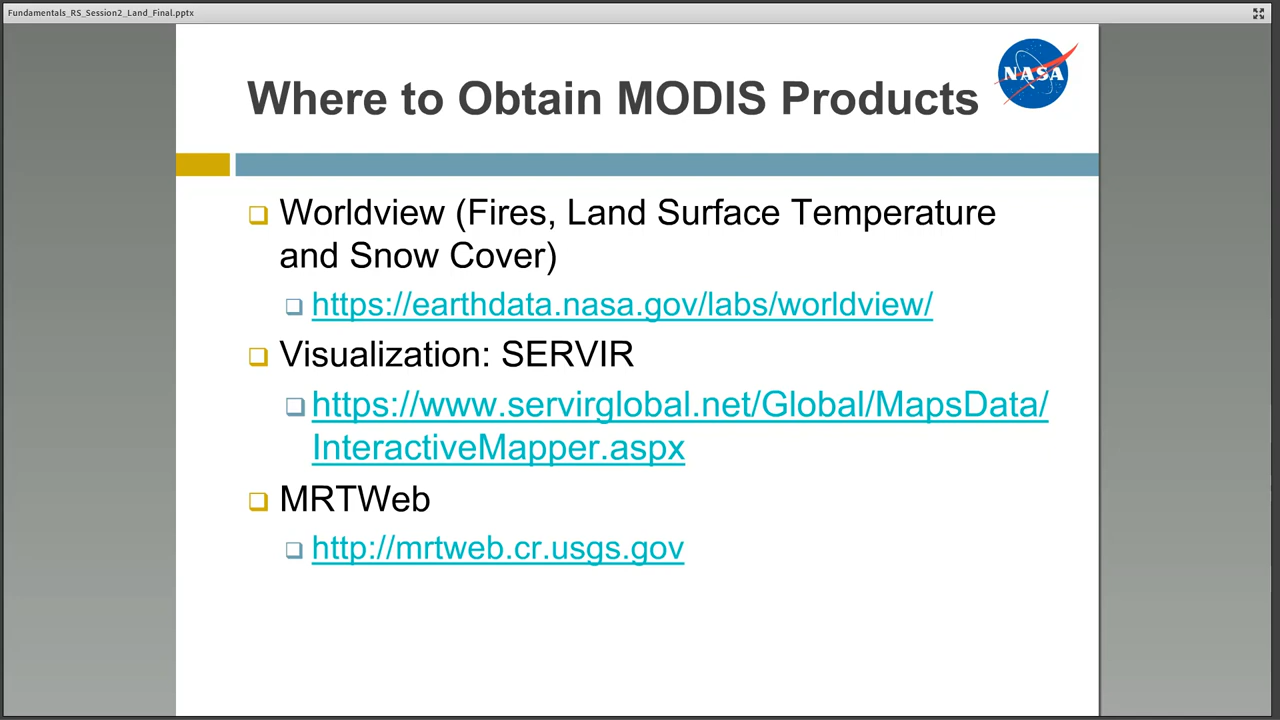 Fundamentals_RS_Session2_Land_Final.pptx
Where to Obtain MODIS Products
NASA
Worldview (Fires, Land Surface Temperature
and Snow Cover)
https://earthdata.nasa.gov/labs/worldview/
Visualization: SERVIR
https://www.servirglobal.net/Global/MapsData/
InteractiveMapper.aspx
MRTWeb
http://mrtweb.cr.usgs.gov